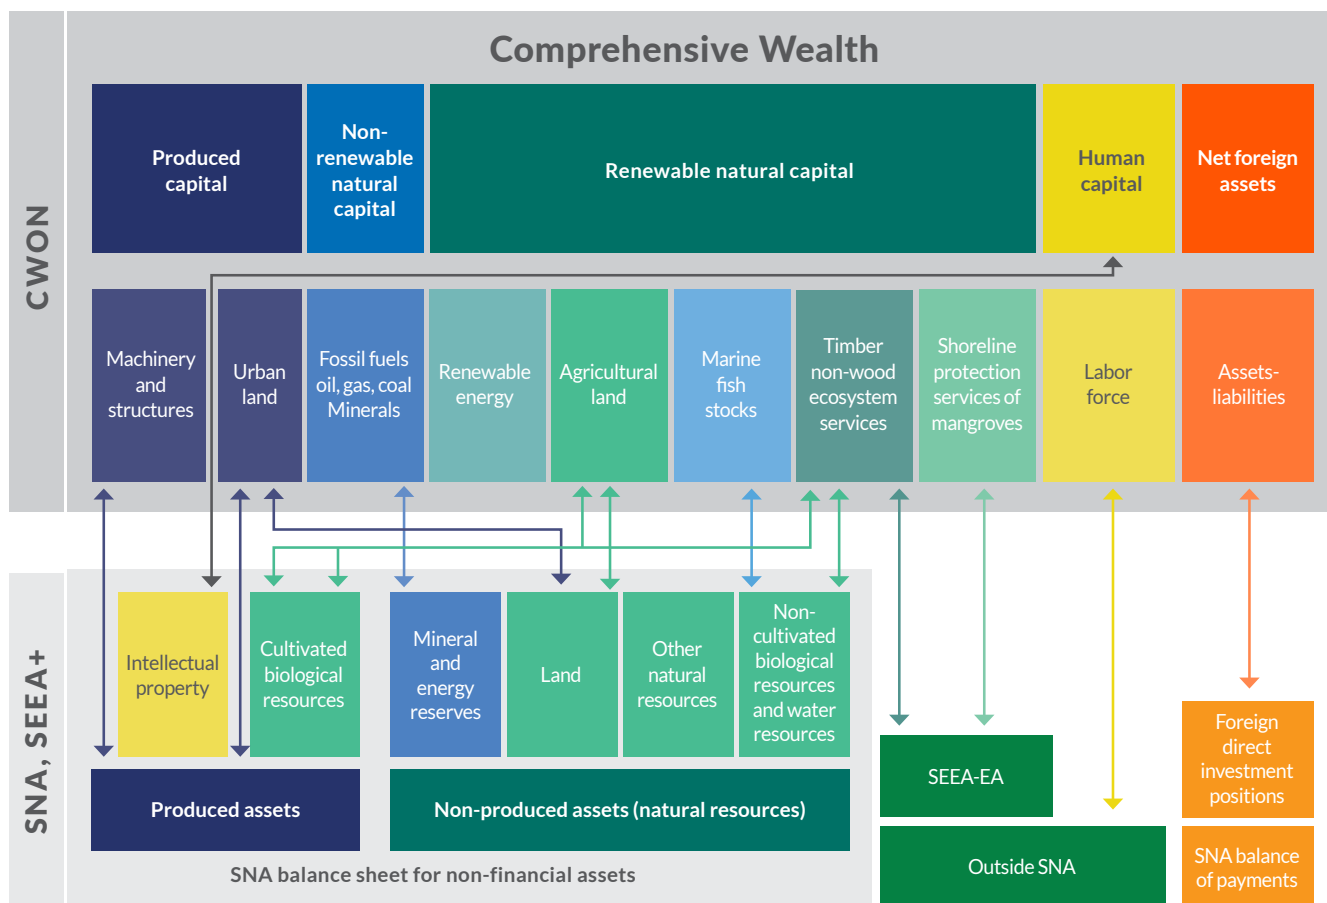 Comprehensive Wealth
CWON
Produced
capital
Non-
renewable
natural
capital
Renewable natural capital
Human
capital
Net foreign
assets
Machinery
and
structures
Urban
land
Fossil fuels
oil, gas, coal
Minerals
Renewable
energy
Agricultural
land
Marine
fish
stocks
Timber
non-wood
ecosystem
services
Shoreline
protection
services of
mangroves
Labor
force
Assets-
liabilities
SNA, SEEA+
Intellectual
property
Cultivated
biological
resources
Mineral
and
energy
reserves
Land
Other
natural
resources
Non-
cultivated
biological
resources
and water
resources
Produced assets
Non-produced assets (natural resources)
SNA balance sheet for non-financial assets
SEEA-EA
Outside SNA
Foreign
direct
investment
positions
SNA balance
of payments